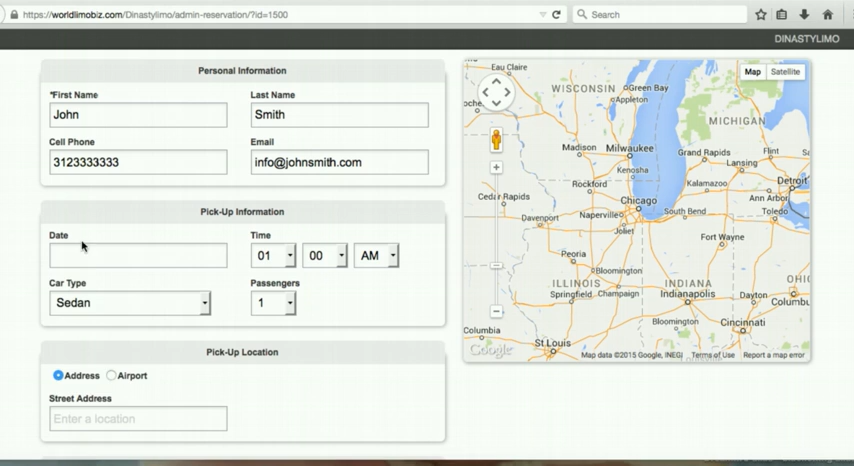 https://worldlimobiz.com/Dinastylimo/admin-reservation/?id=1500
Search
DINASTYLIMO
Personal Information
*First Name
Last Name
John
Smith
Cell Phone
Email
3123333333
info@johnsmith.com
Pick-Up Information
Date
Time
01
00
AM
Car Type
Passengers
Sedan
1
Pick-Up Location
Address
Airport
Street Address
Enter a location
Map
Satellite
Eau Claire
WISCONSIN
Green Bay
Appleton
MICHIGAN
Madison
Milwaukee
Grand Rapids
Flint
Lansing
Kenosha
Rockford
Kalamazoo
Detroit
Ann Arbor
Cedar Rapids
Chicago
Naperville
South Bend
Toledo
Davenport
Joliet
Fort Wayne
Peoria
Bloomington
ILLINOIS
INDIANA
Springfield
Champaign
Indianapolis
Dayton
Bloomington
Cincinnati
Columbia
St Louis
Google
Map data ©2015 Google, INEGI
Terms of Use
Report a map error